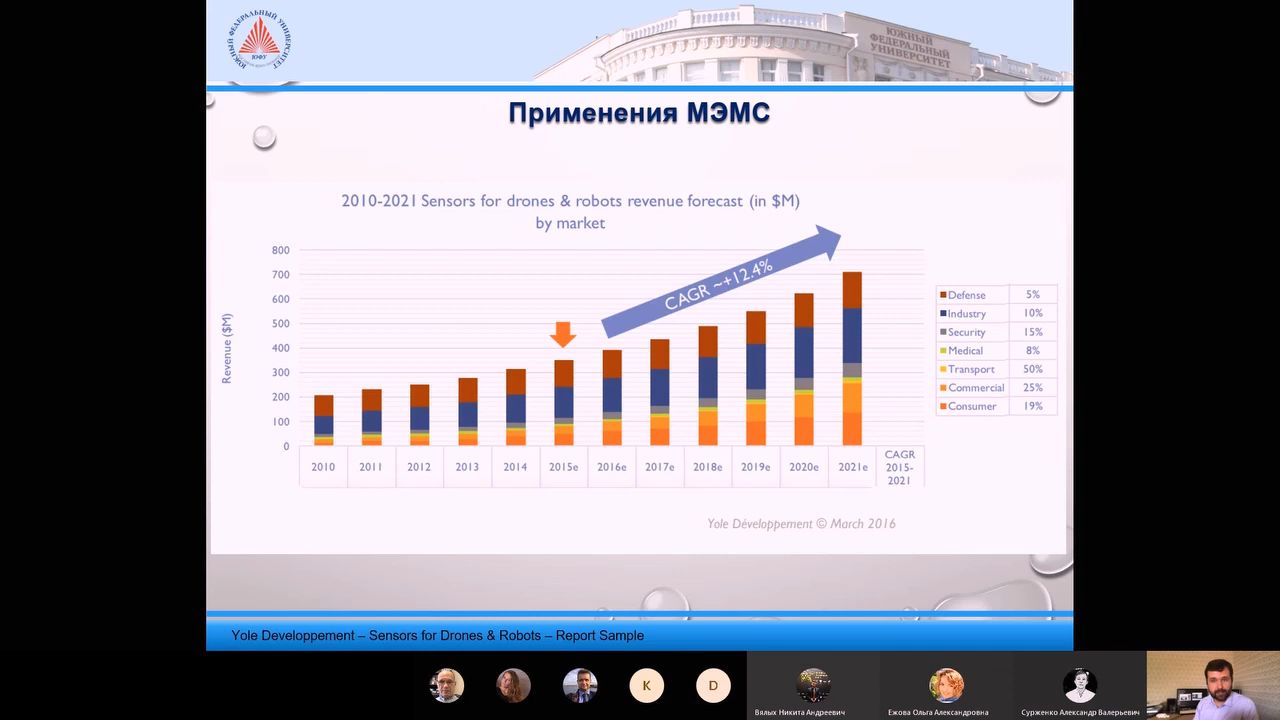 ЮЖНЫЙ ФЕДЕРАЛЬНЫЙ УНИВЕРСИТЕТ
ЮФУ
ЮЖНЫЙ
ФЕДЕРАЛЬНЫЙ
УНИВЕРСИТЕТ
Применения МЭМС
2010-2021 Sensors for drones & robots revenue forecast (in $M)
by market
Revenue ($M)
800
700
600
500
400
300
200
100
0
CAGR ~+12.4%
2010 2011 2012 2013 2014 2015e 2016e 2017e 2018e 2019e 2020e 2021e
CAGR
2015-
2021
Defense 5%
Industry 10%
Security 15%
Medical 8%
Transport 50%
Commercial 25%
Consumer 19%
Yole Développement © March 2016
Yole Developpement – Sensors for Drones & Robots – Report Sample
K
D
Вялых Никита Андреевич
Ежова Ольга Александровна
Сурженко Александр Валерьевич